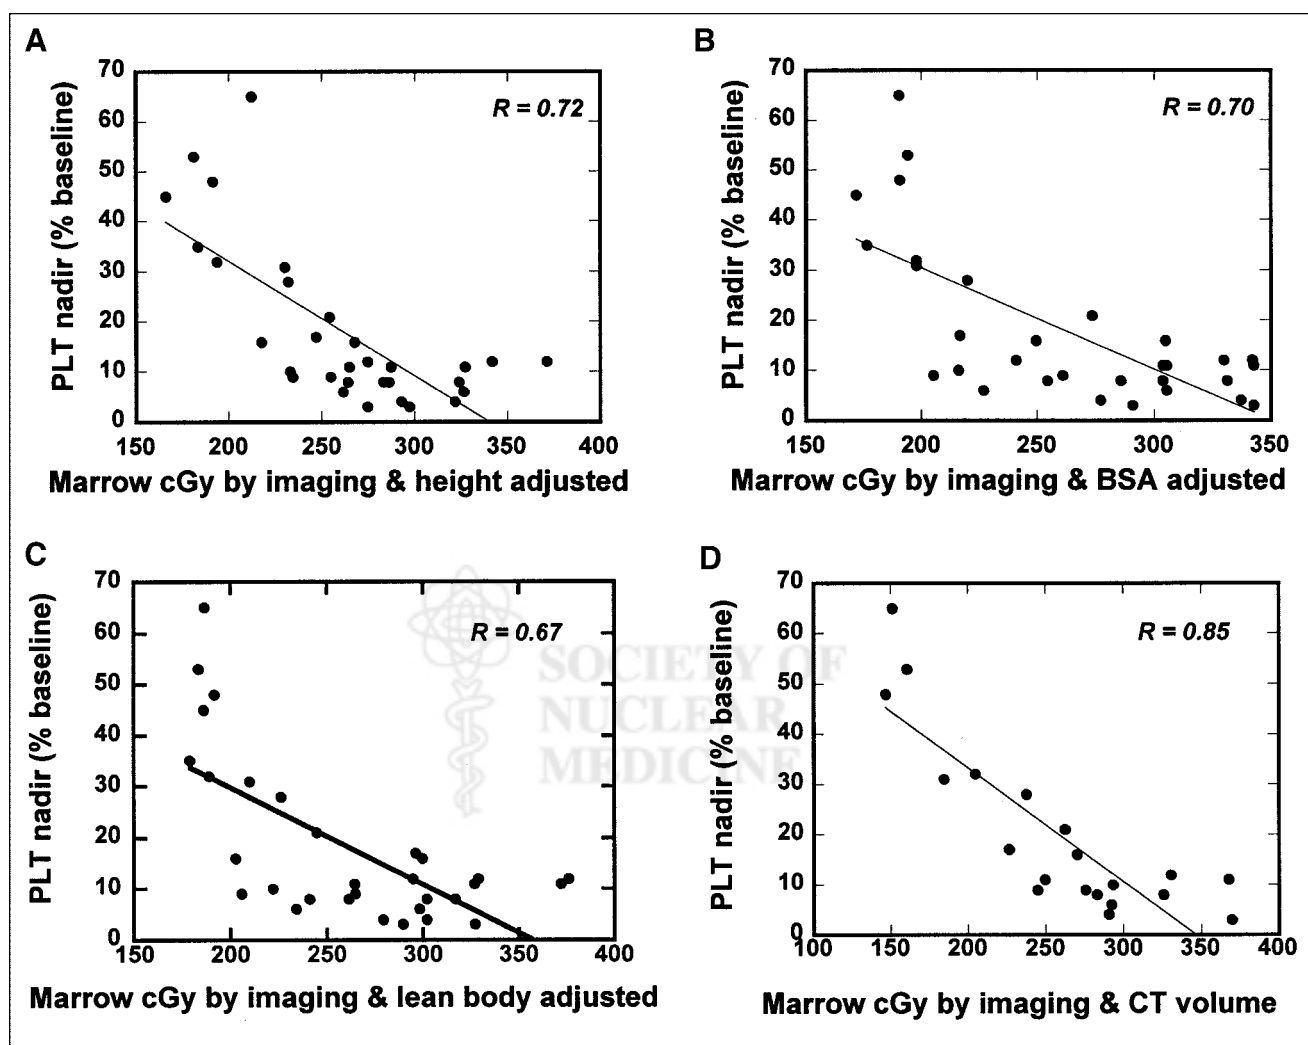 A
PLT nadir (% baseline)
70
60
50
40
30
20
10
0
R = 0.72
150
200
250
300
350
400
Marrow cGy by imaging & height adjusted
B
PLT nadir (% baseline)
70
60
50
40
30
20
10
0
R = 0.70
150
200
250
300
350
Marrow cGy by imaging & BSA adjusted
C
PLT nadir (% baseline)
70
60
50
40
30
20
10
0
R = 0.67
150
200
250
300
350
400
Marrow cGy by imaging & lean body adjusted
D
PLT nadir (% baseline)
70
60
50
40
30
20
10
0
R = 0.85
100
150
200
250
300
350
400
Marrow cGy by imaging & CT volume
SOCIETY OF
NUCLEAR
MEDICINE